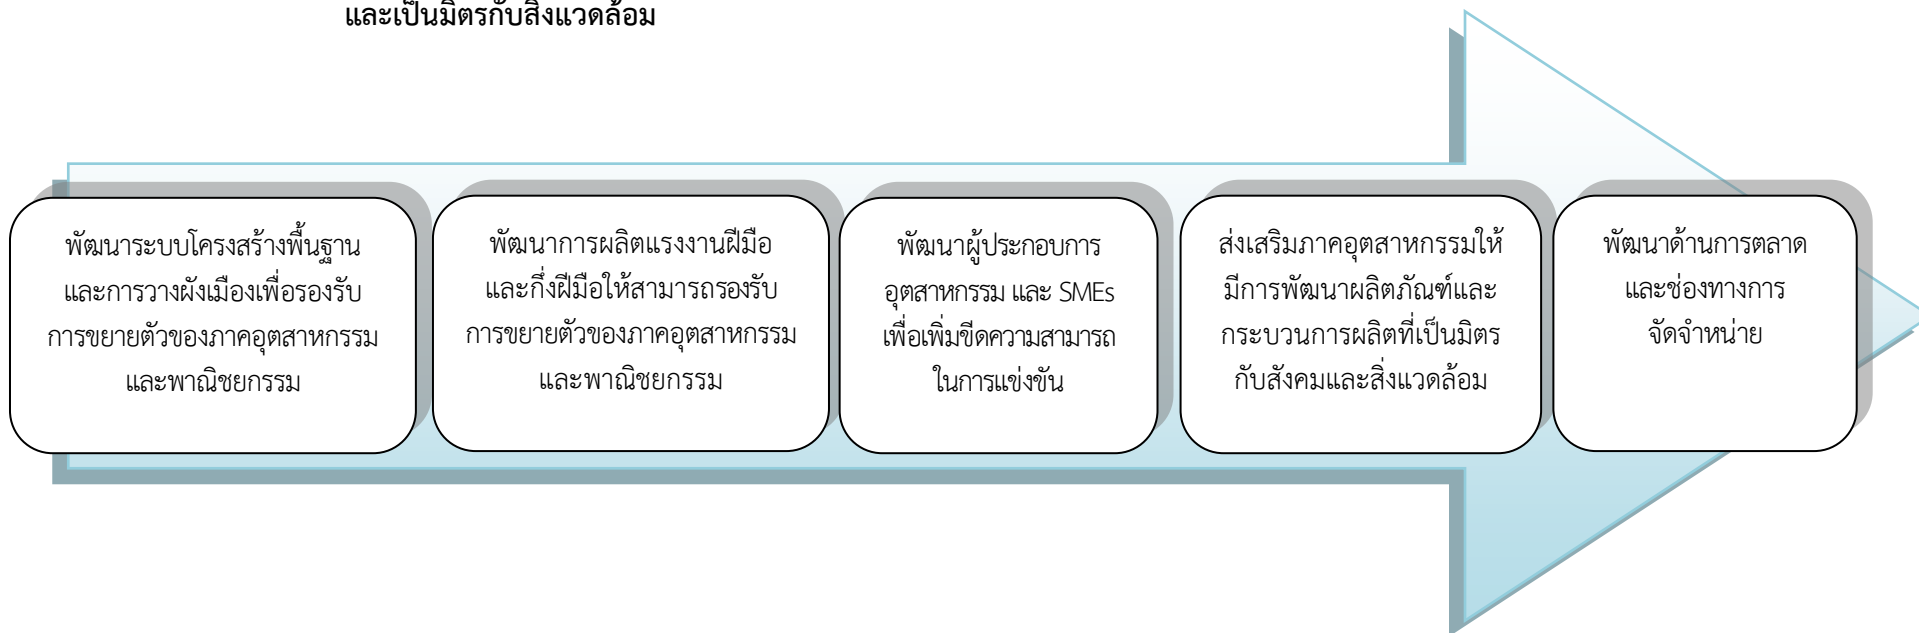 และเป็นมิตรกับสิ่งแวดล้อม
พัฒนาระบบโครงสร้างพื้นฐาน
และการวางผังเมืองเพื่อรองรับ
การขยายตัวของภาคอุตสาหกรรม
และพาณิชยกรรม
พัฒนาการผลิตแรงงานฝีมือ
และกึ่งฝีมือให้สามารถรองรับ
การขยายตัวของภาคอุตสาหกรรม
และพาณิชยกรรม
พัฒนาผู้ประกอบการ
อุตสาหกรรม และ SMEs
เพื่อเพิ่มขีดความสามารถ
ในการแข่งขัน
ส่งเสริมภาคอุตสาหกรรมให้
มีการพัฒนาผลิตภัณฑ์และ
กระบวนการผลิตที่เป็นมิตร
กับสังคมและสิ่งแวดล้อม
พัฒนาด้านการตลาด
และช่องทางการ
จัดจำหน่าย